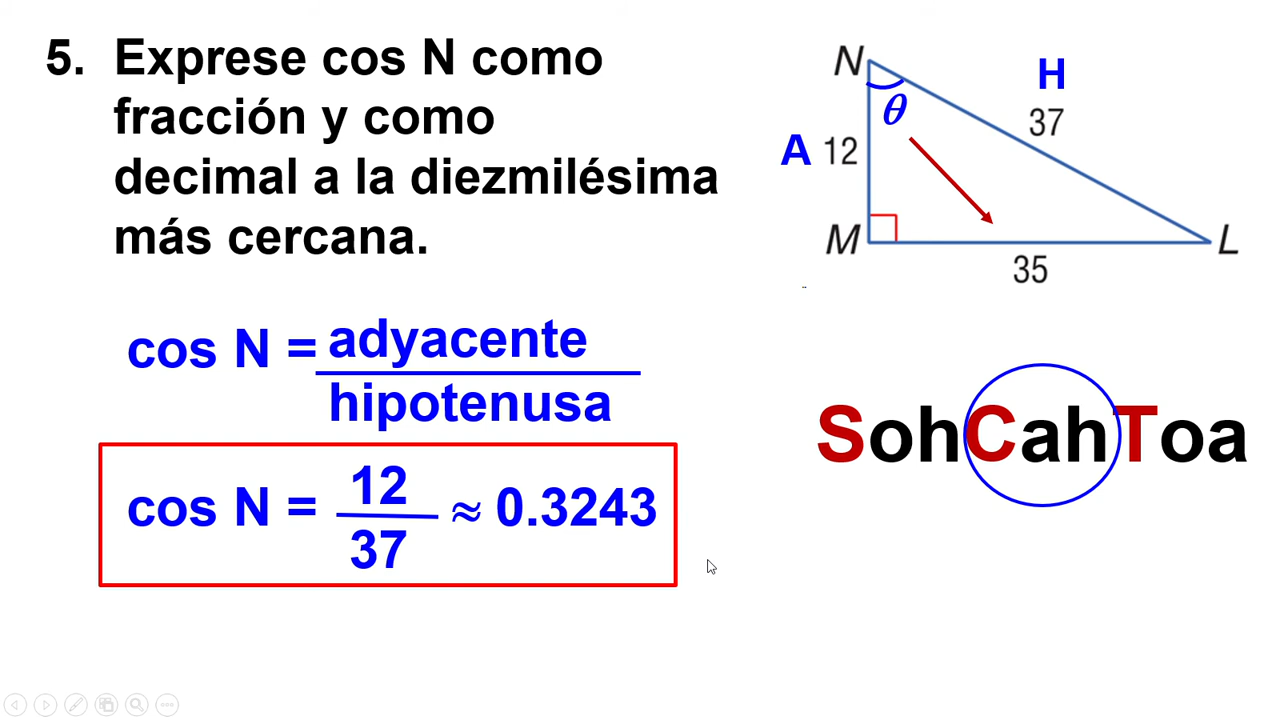 5. Exprese cos N como
fracción y como
decimal a la diezmilésima
más cercana.
N
H
θ
37
A 12
M
L
35
cos N = adyacente
hipotenusa
SohCahToa
cos N = 12 ≈ 0.3243
37